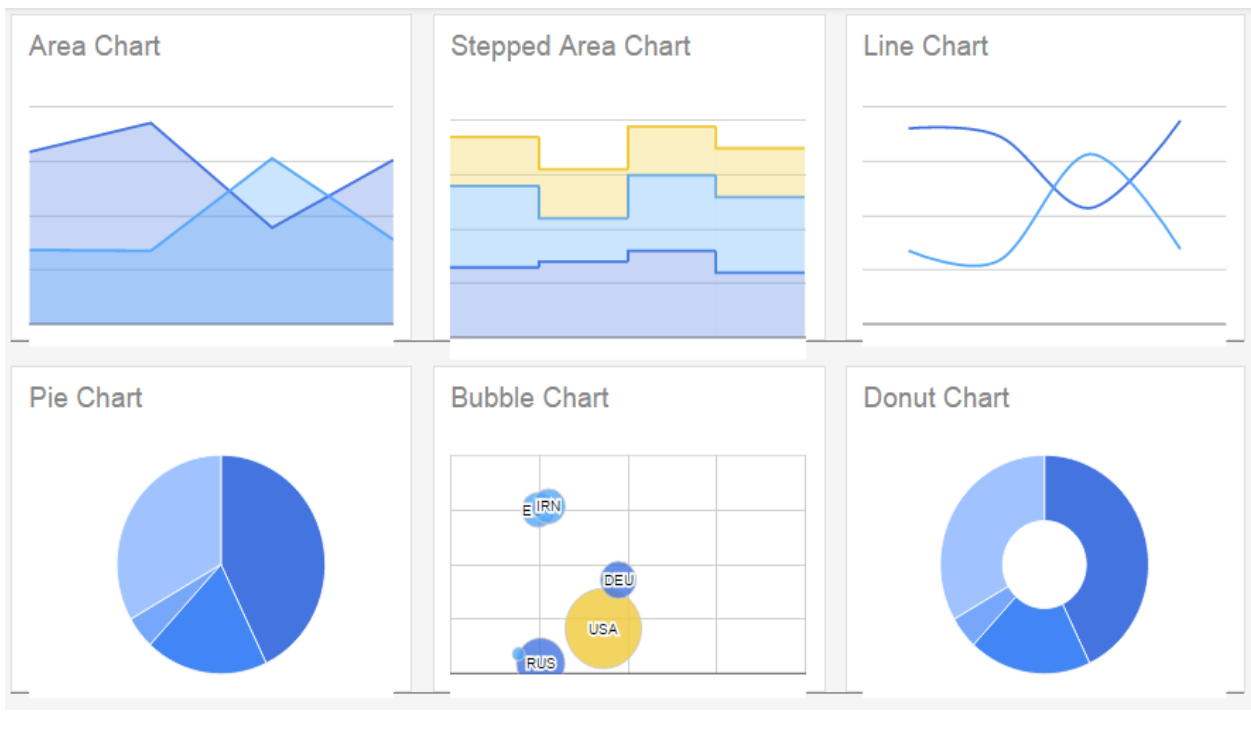 Area Chart
Stepped Area Chart
Line Chart
Pie Chart
Bubble Chart
Donut Chart
E IRN
DEU
USA
RUS